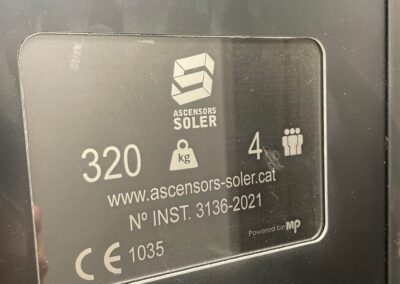 ASCENSORS
SOLER
320 kg 4
www.ascensors-soler.cat
Nº INST. 3136-2021
Powered by MP
CE 1035